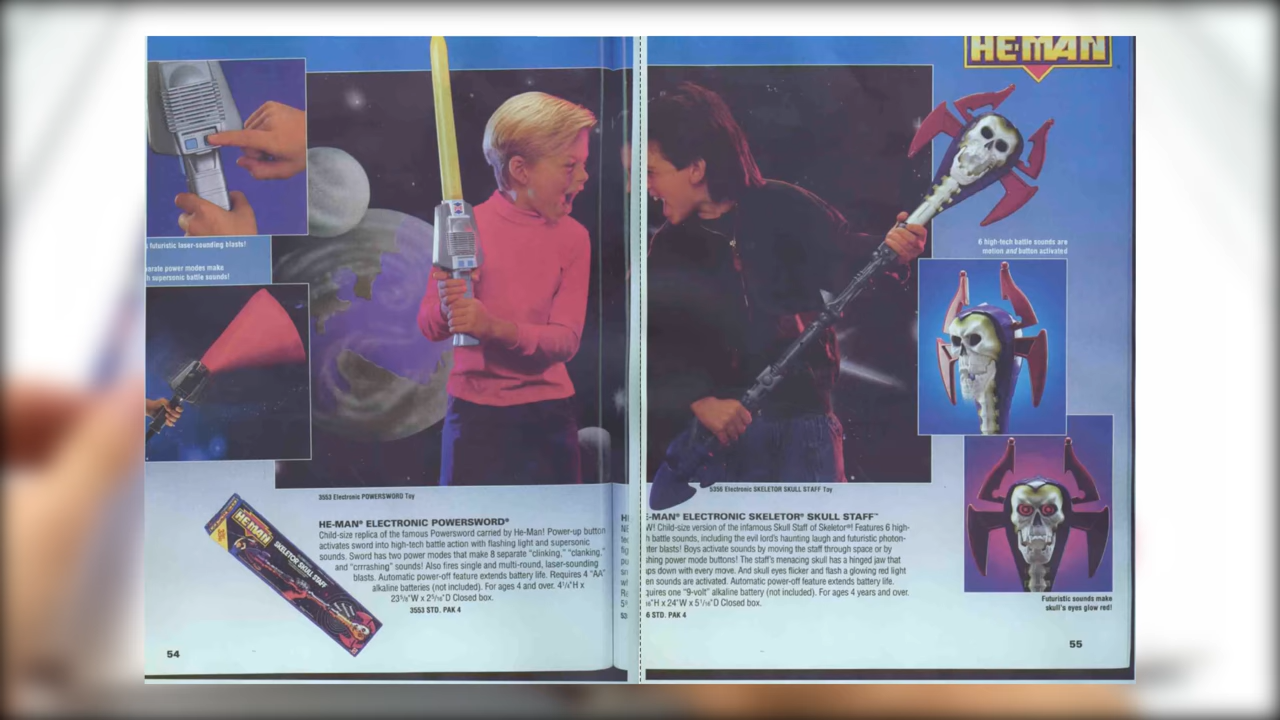 HE-MAN
futuristic laser-sounding blasts!
erate power modes make
h supersonic battle sounds!
3553 Electronic POWERSWORD Toy
HE-MAN
SKELETOR SKULL STAFF
HE-MAN® ELECTRONIC POWERSWORD®
Child-size replica of the famous Powersword carried by He-Man! Power-up button
activates sword into high-tech battle action with flashing light and supersonic
sounds. Sword has two power modes that make 8 separate "clinking," "clanking,"
and "crrrashing" sounds! Also fires single and multi-round, laser-sounding
blasts. Automatic power-off feature extends battery life. Requires 4 "AA"
alkaline batteries (not included). For ages 4 and over.
Closed box.
3553 STD. PAK 4
54
6 high-tech battle sounds are
motion and button activated
5356 Electronic SKELETOR SKULL STAFF Toy
E-MAN® ELECTRONIC SKELETOR® SKULL STAFF™
W! Child-size version of the infamous Skull Staff of Skeletor®! Features 6 high-
h battle sounds, including the evil lord's haunting laugh and futuristic photon-
ter blasts! Boys activate sounds by moving the staff through space or by
shing power mode buttons! The staff's menacing skull has a hinged jaw that
ps down with every move. And skull eyes flicker and flash a glowing red light
en sounds are activated. Automatic power-off feature extends battery life.
quires one "9-volt" alkaline battery (not included). For ages 4 years and over.
"H x 24"W x 5 Closed box.
6 STD. PAK 4
Futuristic sounds make
skull's eyes glow red!
55